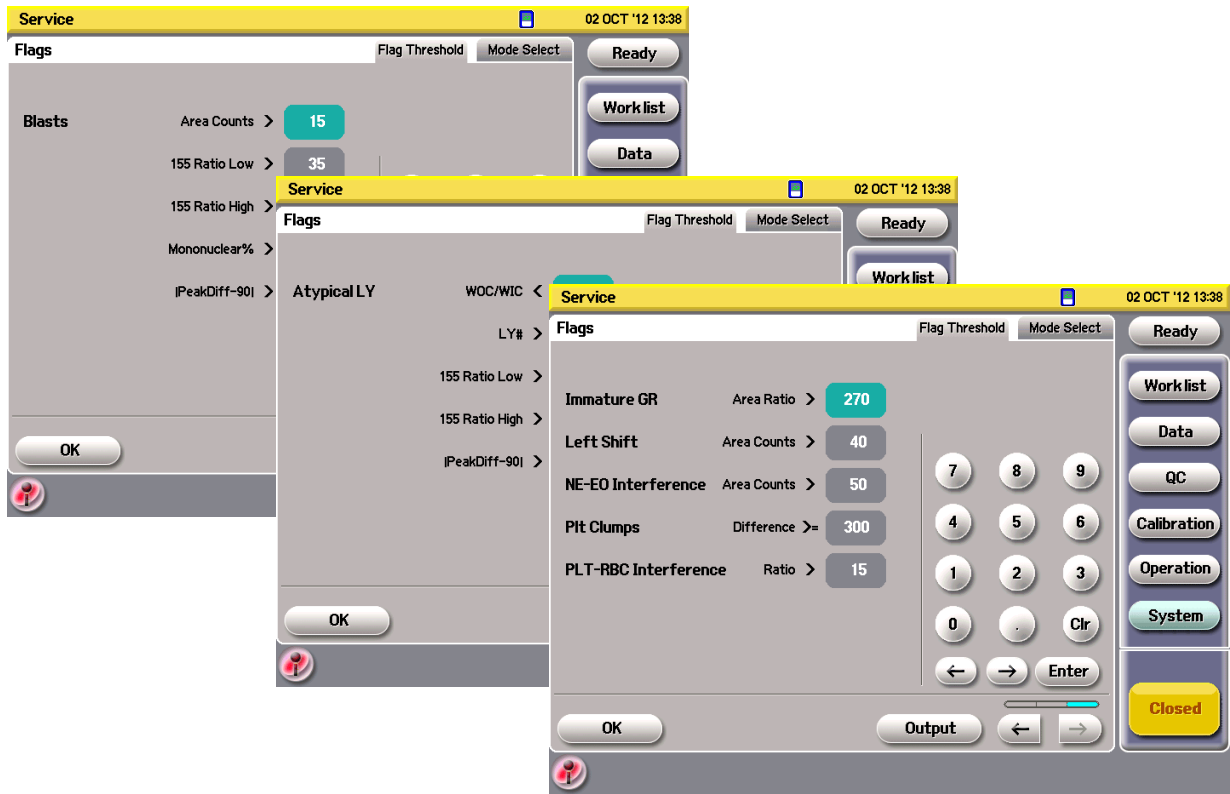 Service 02 OCT '12 13:38
Flags Flag Threshold Mode Select Ready
Work list
Blasts Area Counts > 15
Data
155 Ratio Low > 35
155 Ratio High >
Mononuclear% >
|PeakDiff-90| >
OK
Service 02 OCT '12 13:38
Flags Flag Threshold Mode Select Ready
Work list
Atypical LY WOC/WIC <
LY# >
155 Ratio Low >
155 Ratio High >
|PeakDiff-90| >
OK
Service 02 OCT '12 13:38
Flags Flag Threshold Mode Select Ready
Work list
Immature GR Area Ratio > 270
Data
Left Shift Area Counts > 40
7 8 9 QC
NE-EO Interference Area Counts > 50
4 5 6 Calibration
Plt Clumps Difference >= 300
1 2 3 Operation
PLT-RBC Interference Ratio > 15
0 . Clr System
← → Enter
Closed
OK Output ← →